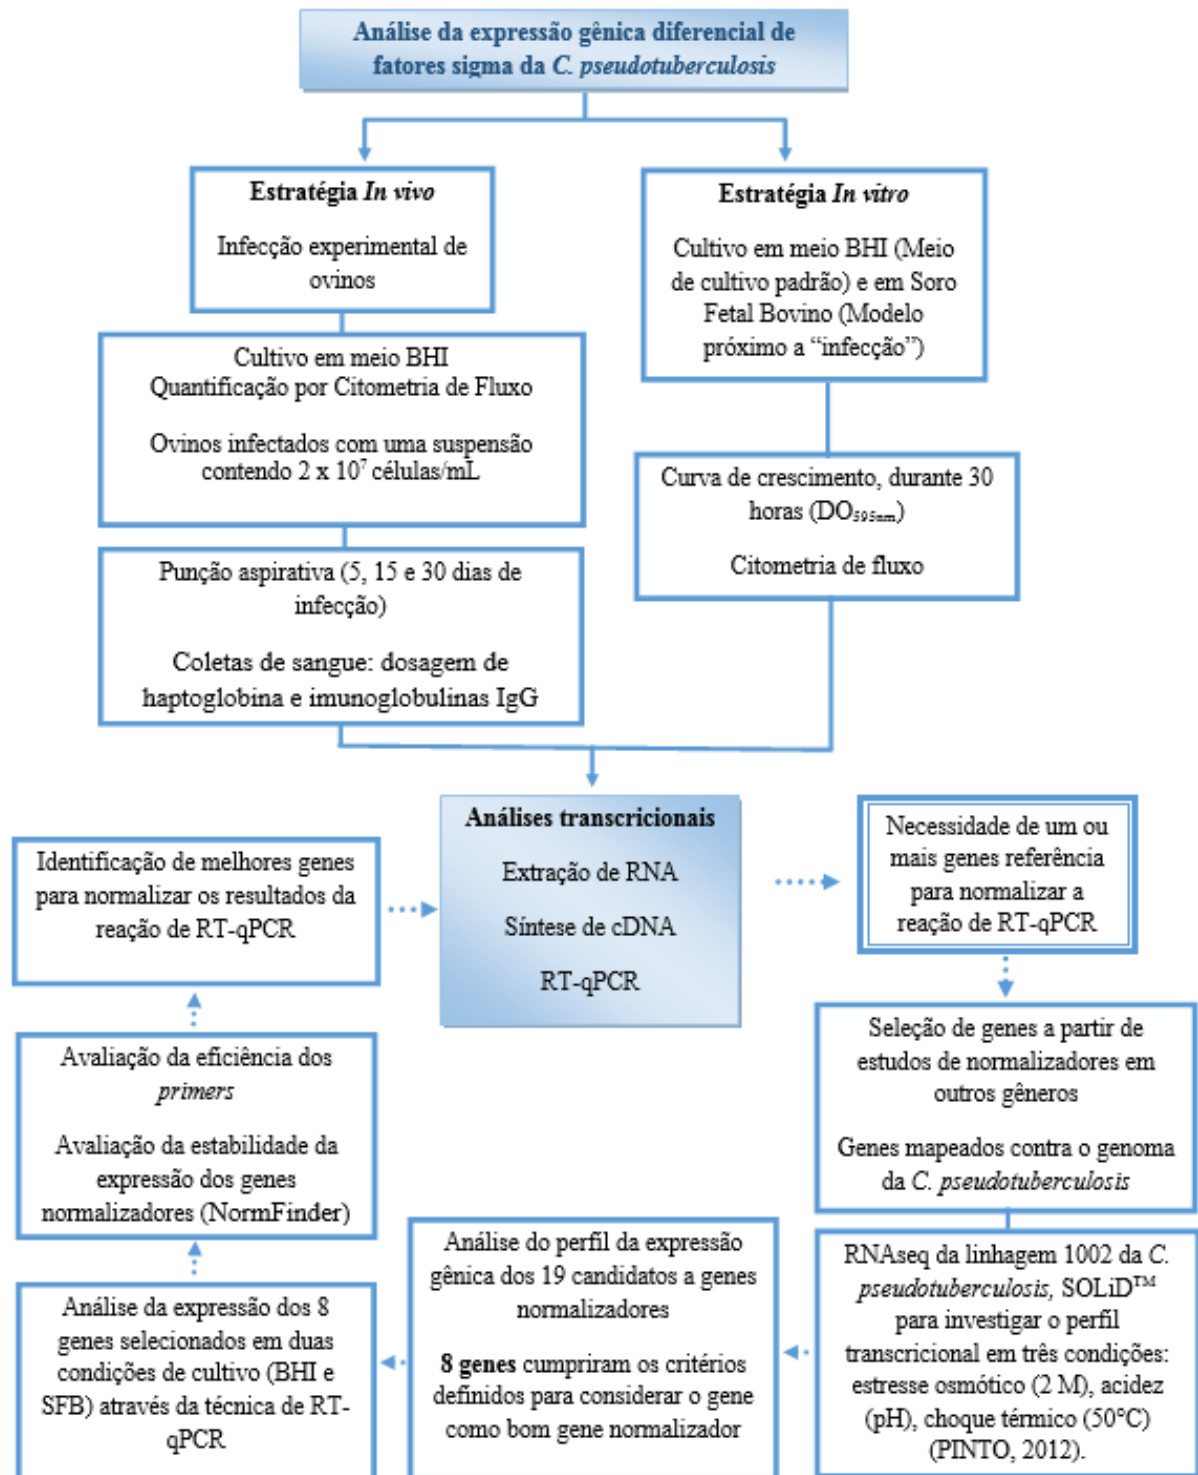 Análise da expressão gênica diferencial de
fatores sigma da C. pseudotuberculosis
Estratégia In vivo
Infecção experimental de
ovinos
Estratégia In vitro
Cultivo em meio BHI (Meio
de cultivo padrão) e em Soro
Fetal Bovino (Modelo
próximo a “infecção”)
Cultivo em meio BHI
Quantificação por Citometria de Fluxo
Ovinos infectados com uma suspensão
contendo 2 x 10⁷ células/mL
Curva de crescimento, durante 30
horas (DO₅₉₅ₙₘ)
Citometria de fluxo
Punção aspirativa (5, 15 e 30 dias de
infecção)
Coletas de sangue: dosagem de
haptoglobina e imunoglobulinas IgG
Análises transcricionais
Extração de RNA
Síntese de cDNA
RT-qPCR
Necessidade de um ou
mais genes referência
para normalizar a
reação de RT-qPCR
Seleção de genes a partir de
estudos de normalizadores em
outros gêneros
Genes mapeados contra o genoma
da C. pseudotuberculosis
RNAseq da linhagem 1002 da C.
pseudotuberculosis, SOLiD™
para investigar o perfil
transcricional em três condições:
estresse osmótico (2 M), acidez
(pH), choque térmico (50°C)
(PINTO, 2012).
Análise do perfil da expressão
gênica dos 19 candidatos a genes
normalizadores
8 genes cumpriram os critérios
definidos para considerar o gene
como bom gene normalizador
Análise da expressão dos 8
genes selecionados em duas
condições de cultivo (BHI e
SFB) através da técnica de RT-
qPCR
Avaliação da eficiência dos
primers
Avaliação da estabilidade da
expressão dos genes
normalizadores (NormFinder)
Identificação de melhores genes
para normalizar os resultados da
reação de RT-qPCR